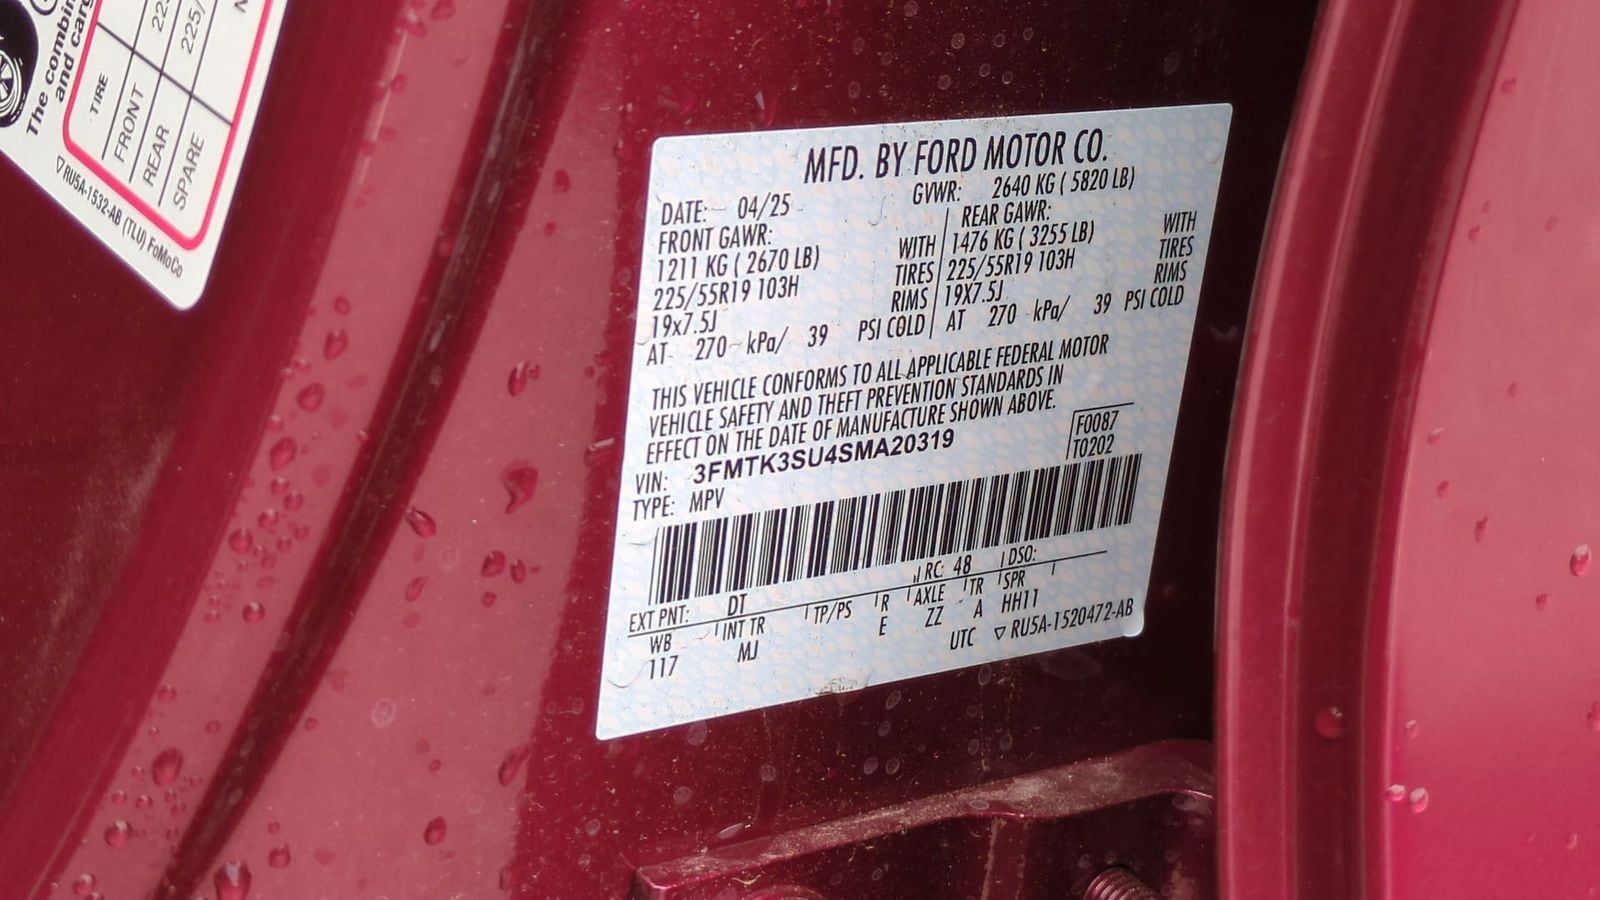 The combin
and carg
TIRE
FRONT 225
REAR 225/
SPARE
▽RU5A-1532-AB (TLU) FoMoCo
MFD. BY FORD MOTOR CO.
DATE: 04/25 GVWR: 2640 KG ( 5820 LB)
FRONT GAWR: REAR GAWR:
1211 KG ( 2670 LB) WITH 1476 KG ( 3255 LB) WITH
225/55R19 103H TIRES 225/55R19 103H TIRES
19x7.5J RIMS 19X7.5J RIMS
AT 270 kPa/ 39 PSI COLD AT 270 kPa/ 39 PSI COLD
THIS VEHICLE CONFORMS TO ALL APPLICABLE FEDERAL MOTOR
VEHICLE SAFETY AND THEFT PREVENTION STANDARDS IN
EFFECT ON THE DATE OF MANUFACTURE SHOWN ABOVE.
F0087
T0202
VIN: 3FMTK3SU4SMA20319
TYPE: MPV
EXT PNT: DT RC: 48 DSO:
WB INT TR TP/PS R AXLE TR SPR
117 MJ E ZZ A HH11
UTC ▽ RU5A-1520472-AB